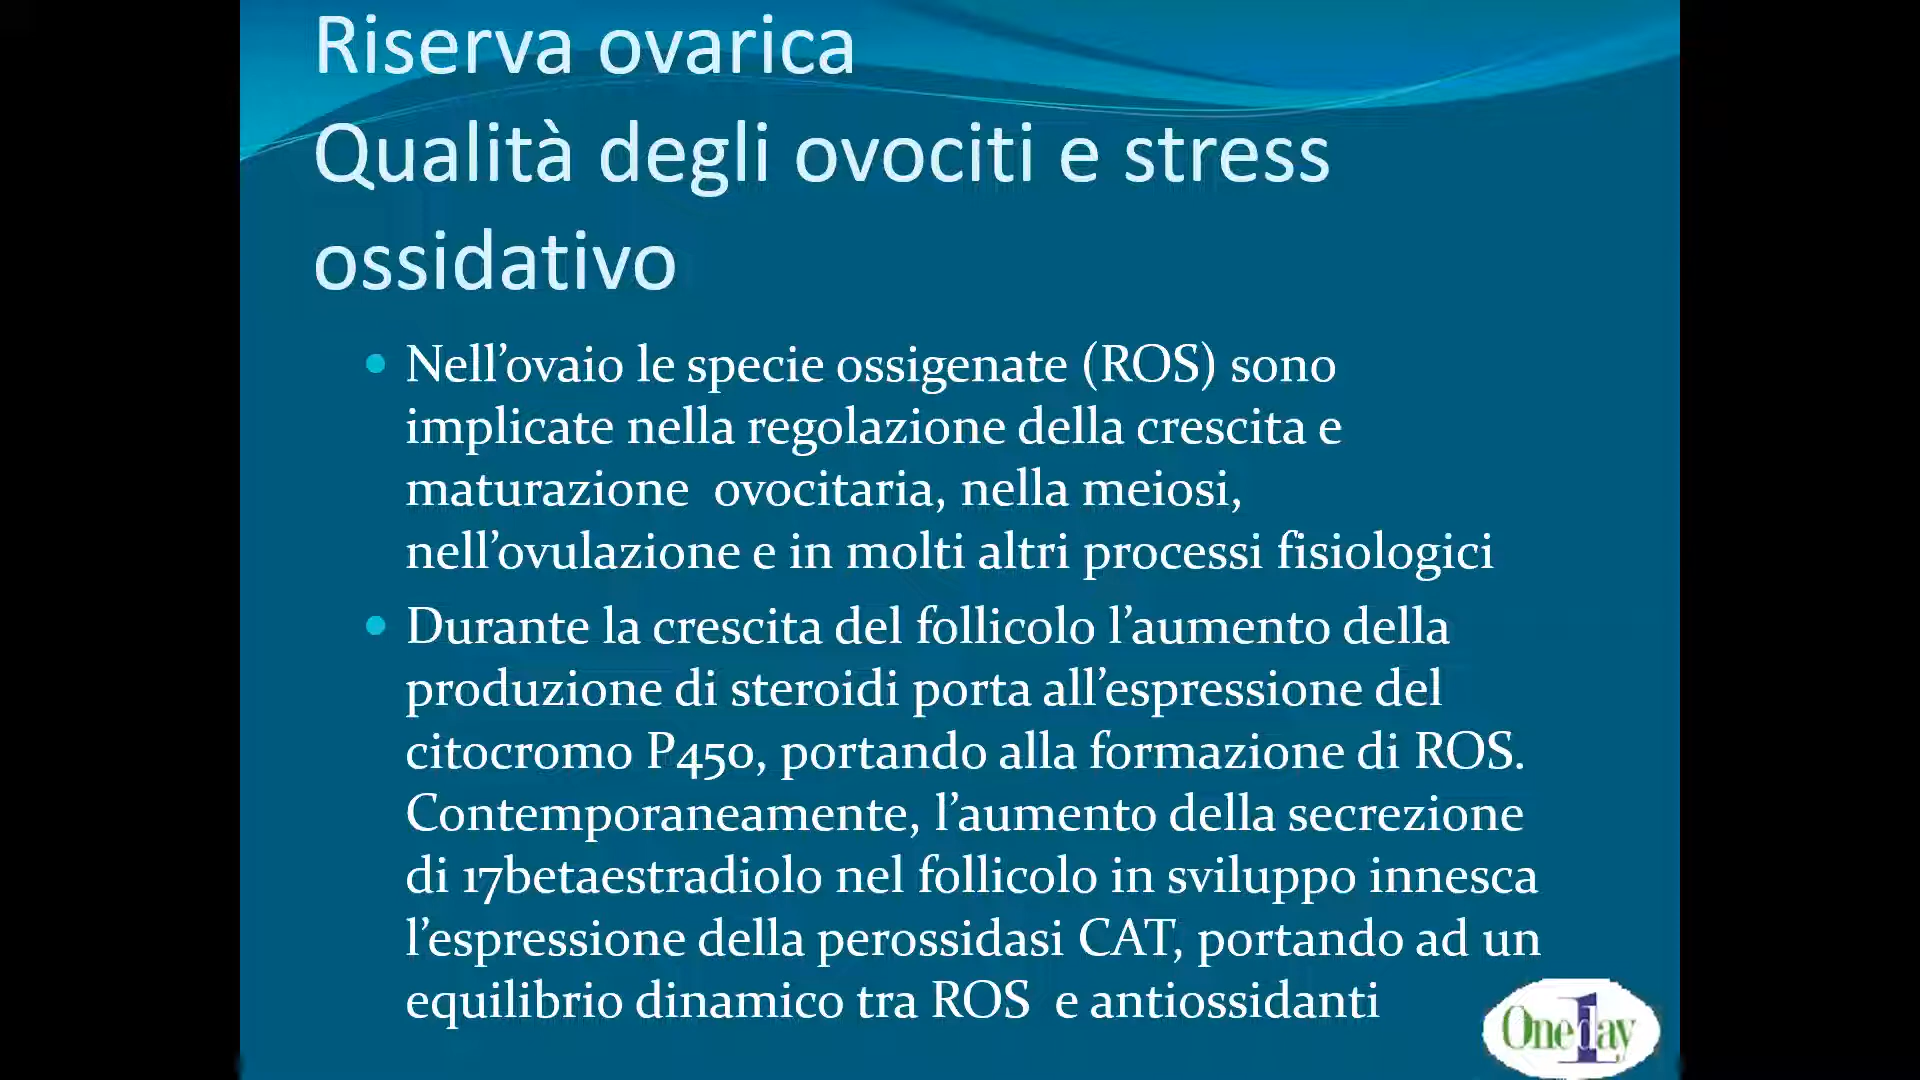 Riserva ovarica
Qualità degli ovociti e stress
ossidativo
• Nell’ovaio le specie ossigenate (ROS) sono
implicate nella regolazione della crescita e
maturazione ovocitaria, nella meiosi,
nell’ovulazione e in molti altri processi fisiologici
• Durante la crescita del follicolo l’aumento della
produzione di steroidi porta all’espressione del
citocromo P450, portando alla formazione di ROS.
Contemporaneamente, l’aumento della secrezione
di 17betaestradiolo nel follicolo in sviluppo innesca
l’espressione della perossidasi CAT, portando ad un
equilibrio dinamico tra ROS e antiossidanti
One1day